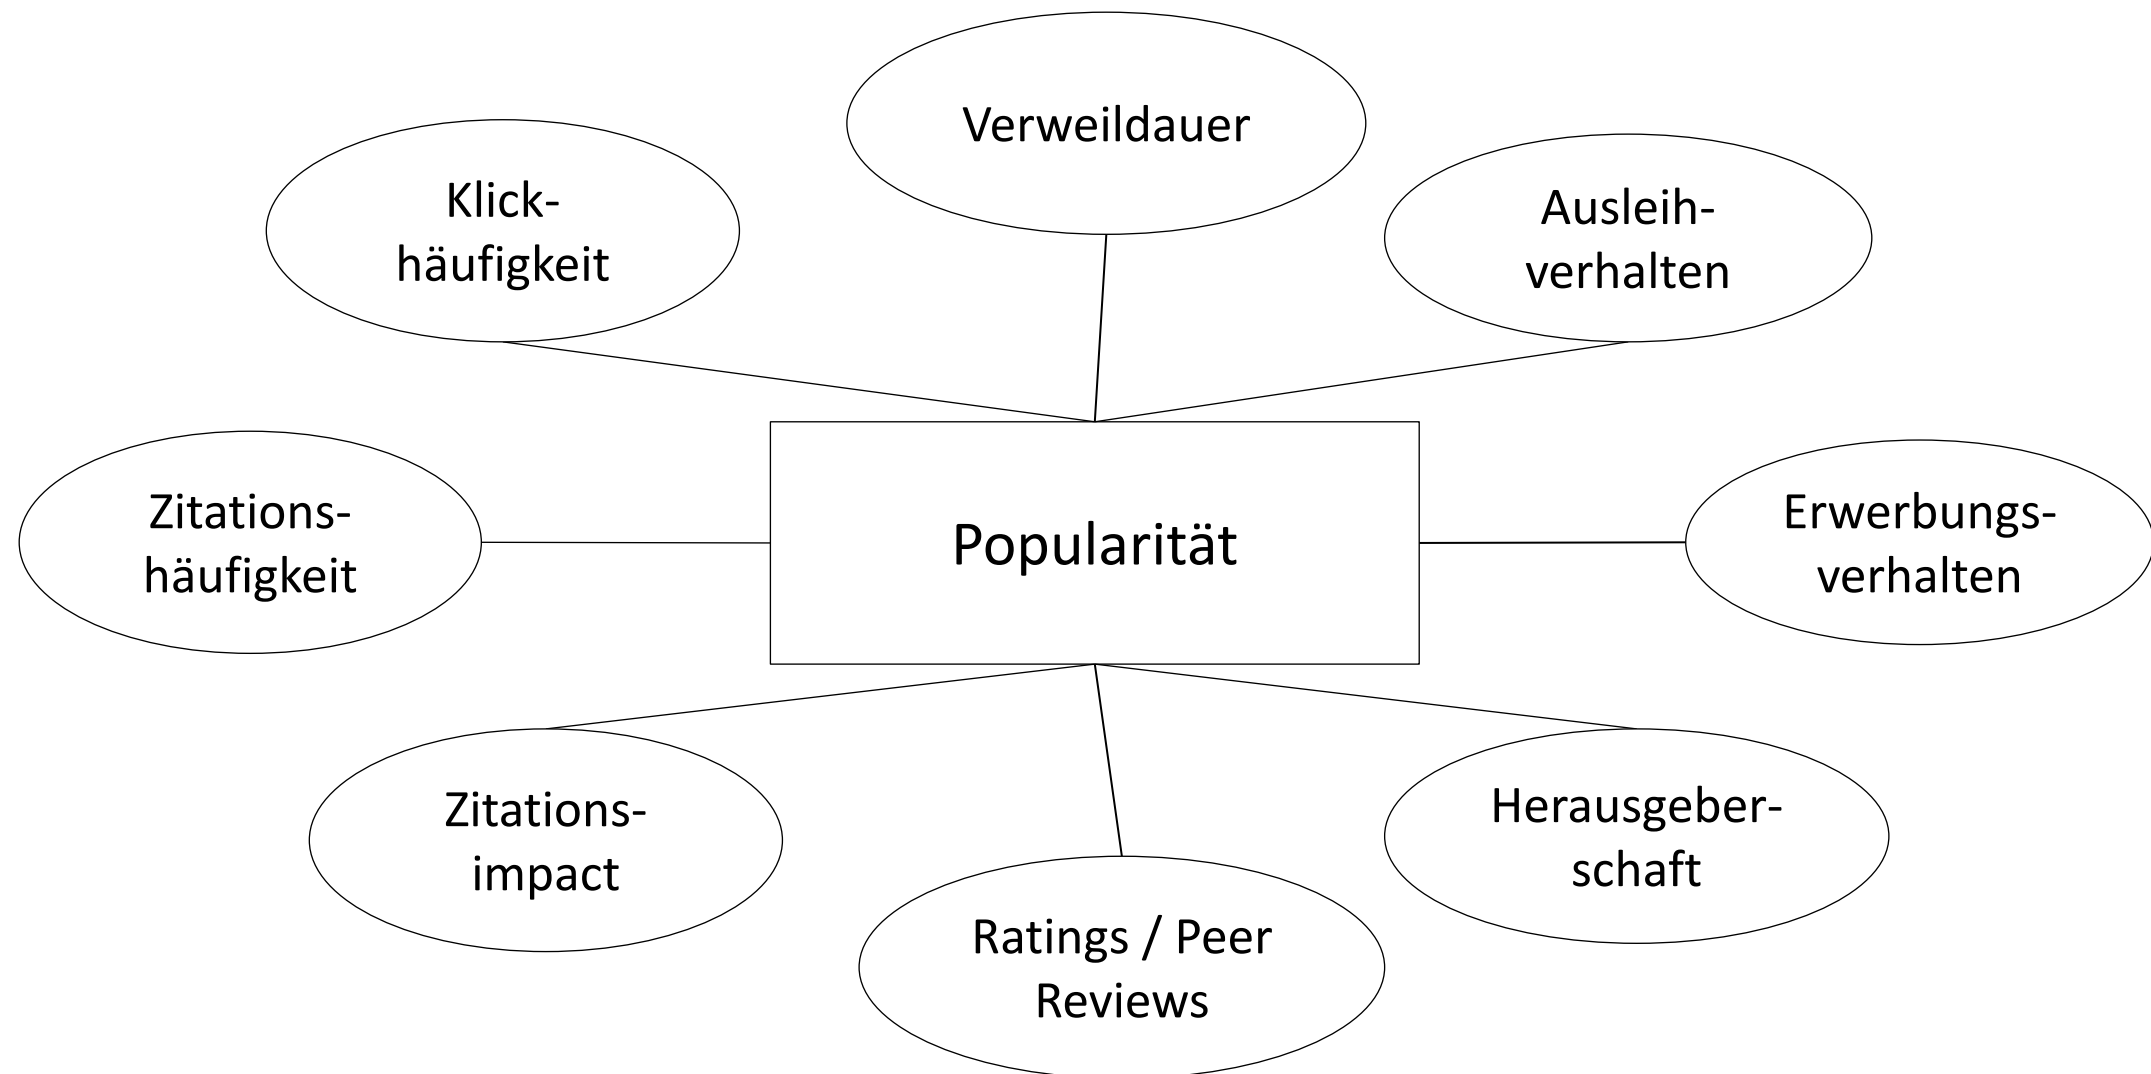 Verweildauer
Klick-
häufigkeit
Ausleih-
verhalten
Zitations-
häufigkeit
Popularität
Erwerbungs-
verhalten
Zitations-
impact
Herausgeber-
schaft
Ratings / Peer
Reviews